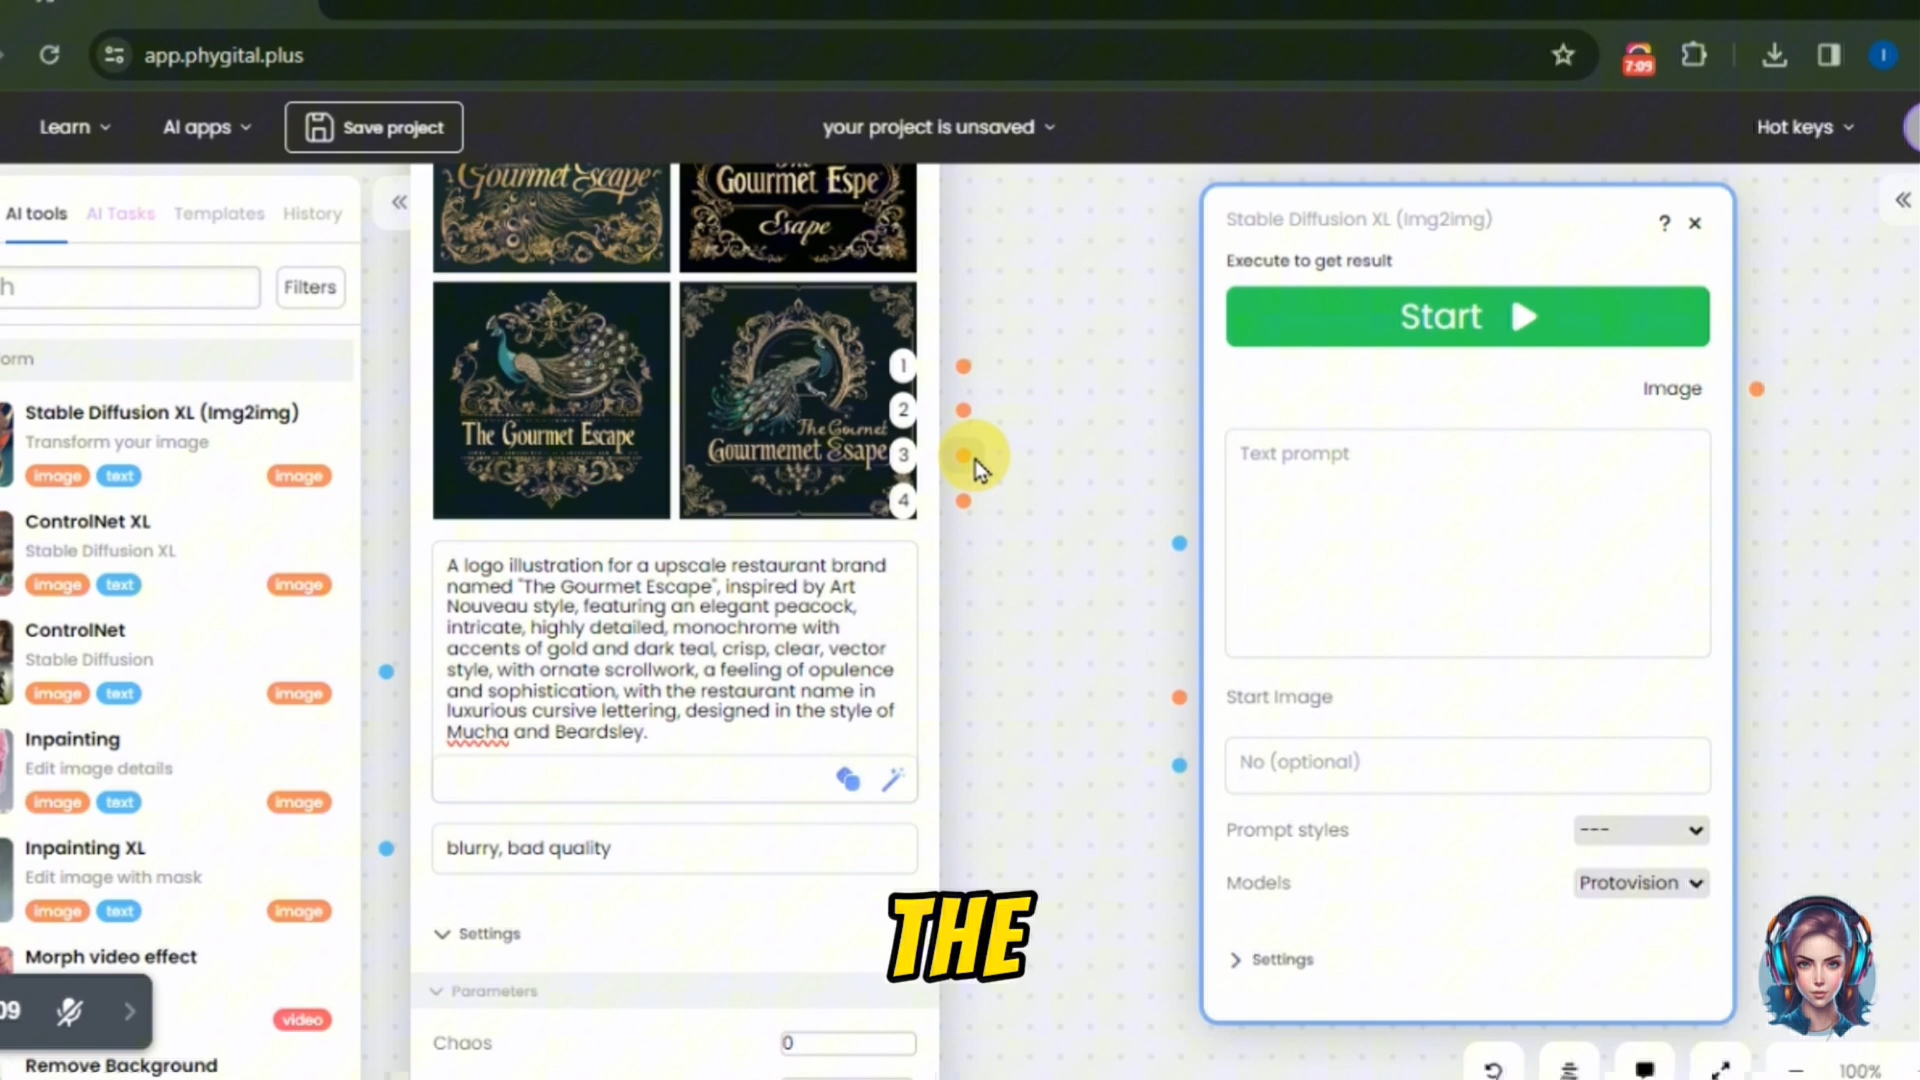 app.phygital.plus
7:09
I
Learn
AI apps
Save project
your project is unsaved
Hot keys
AI tools
AI Tasks
Templates
History
h
Filters
orm
Stable Diffusion XL (Img2img)
Transform your image
image
text
image
ControlNet XL
Stable Diffusion XL
image
text
image
ControlNet
Stable Diffusion
image
text
image
Inpainting
Edit image details
image
text
image
Inpainting XL
Edit image with mask
image
text
image
Morph video effect
09
video
Remove Background
Gourmet Escape
The
Gourmet Espe
Esape
The Gourmet Escape
The Gournet
Gourmemet Esape
1
2
3
4
A logo illustration for a upscale restaurant brand
named "The Gourmet Escape", inspired by Art
Nouveau style, featuring an elegant peacock,
intricate, highly detailed, monochrome with
accents of gold and dark teal, crisp, clear, vector
style, with ornate scrollwork, a feeling of opulence
and sophistication, with the restaurant name in
luxurious cursive lettering, designed in the style of
Mucha and Beardsley.
blurry, bad quality
Settings
Parameters
Chaos
0
THE
Stable Diffusion XL (Img2img)
?
Execute to get result
Start
Image
Text prompt
Start Image
No (optional)
Prompt styles
---
Models
Protovision
Settings
100%